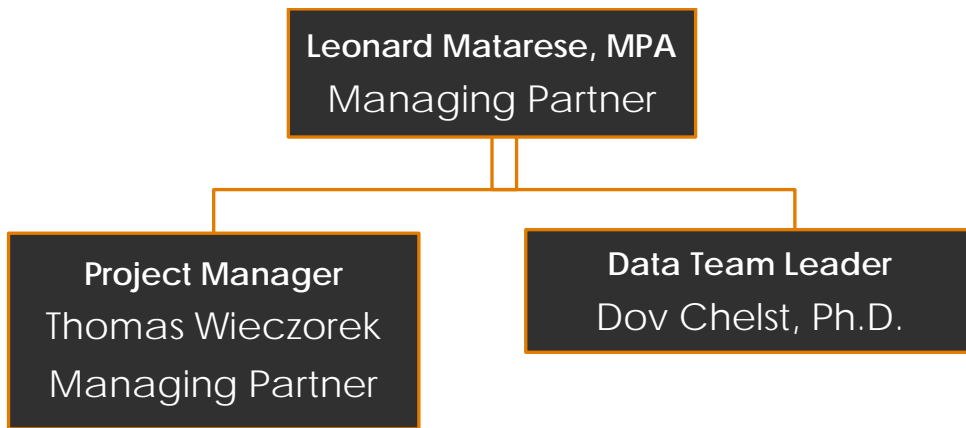 Leonard Matarese, MPA
Managing Partner
Project Manager
Thomas Wieczorek
Managing Partner
Data Team Leader
Dov Chelst, Ph.D.